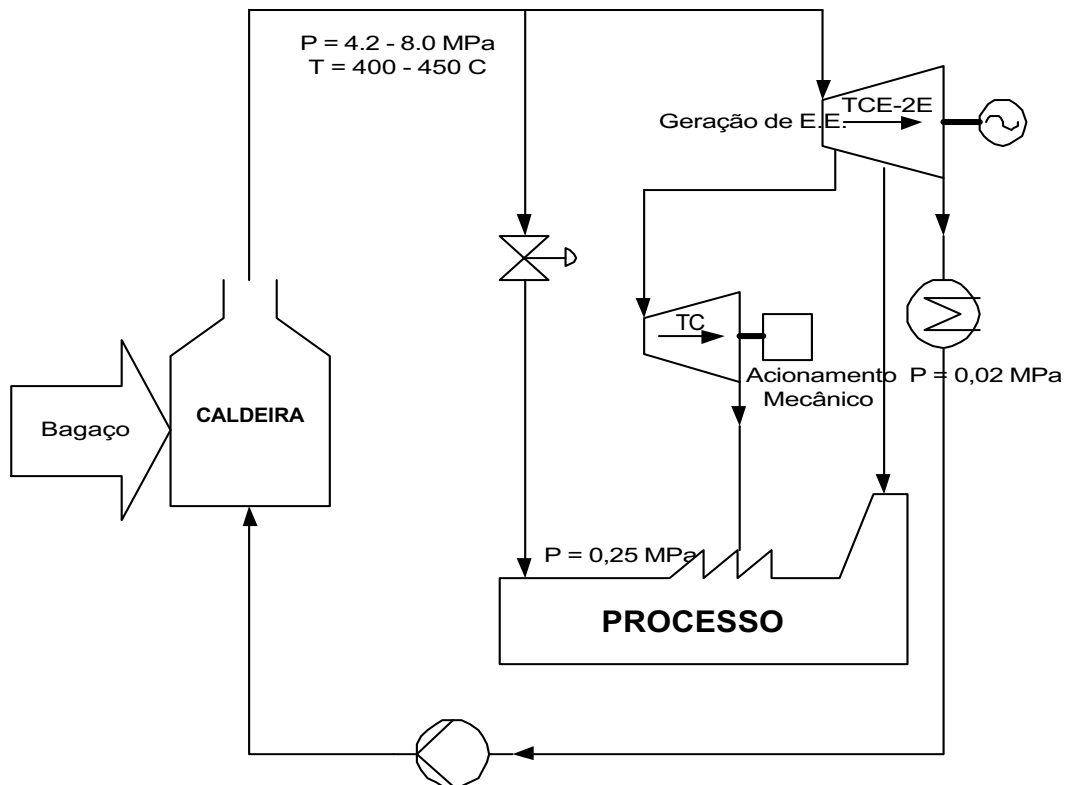 P = 4.2 - 8.0 MPa
T = 400 - 450 C
TCE-2E
Geração de E.E.
TC
Acionamento
Mecânico
P = 0,02 MPa
CALDEIRA
Bagaço
P = 0,25 MPa
PROCESSO